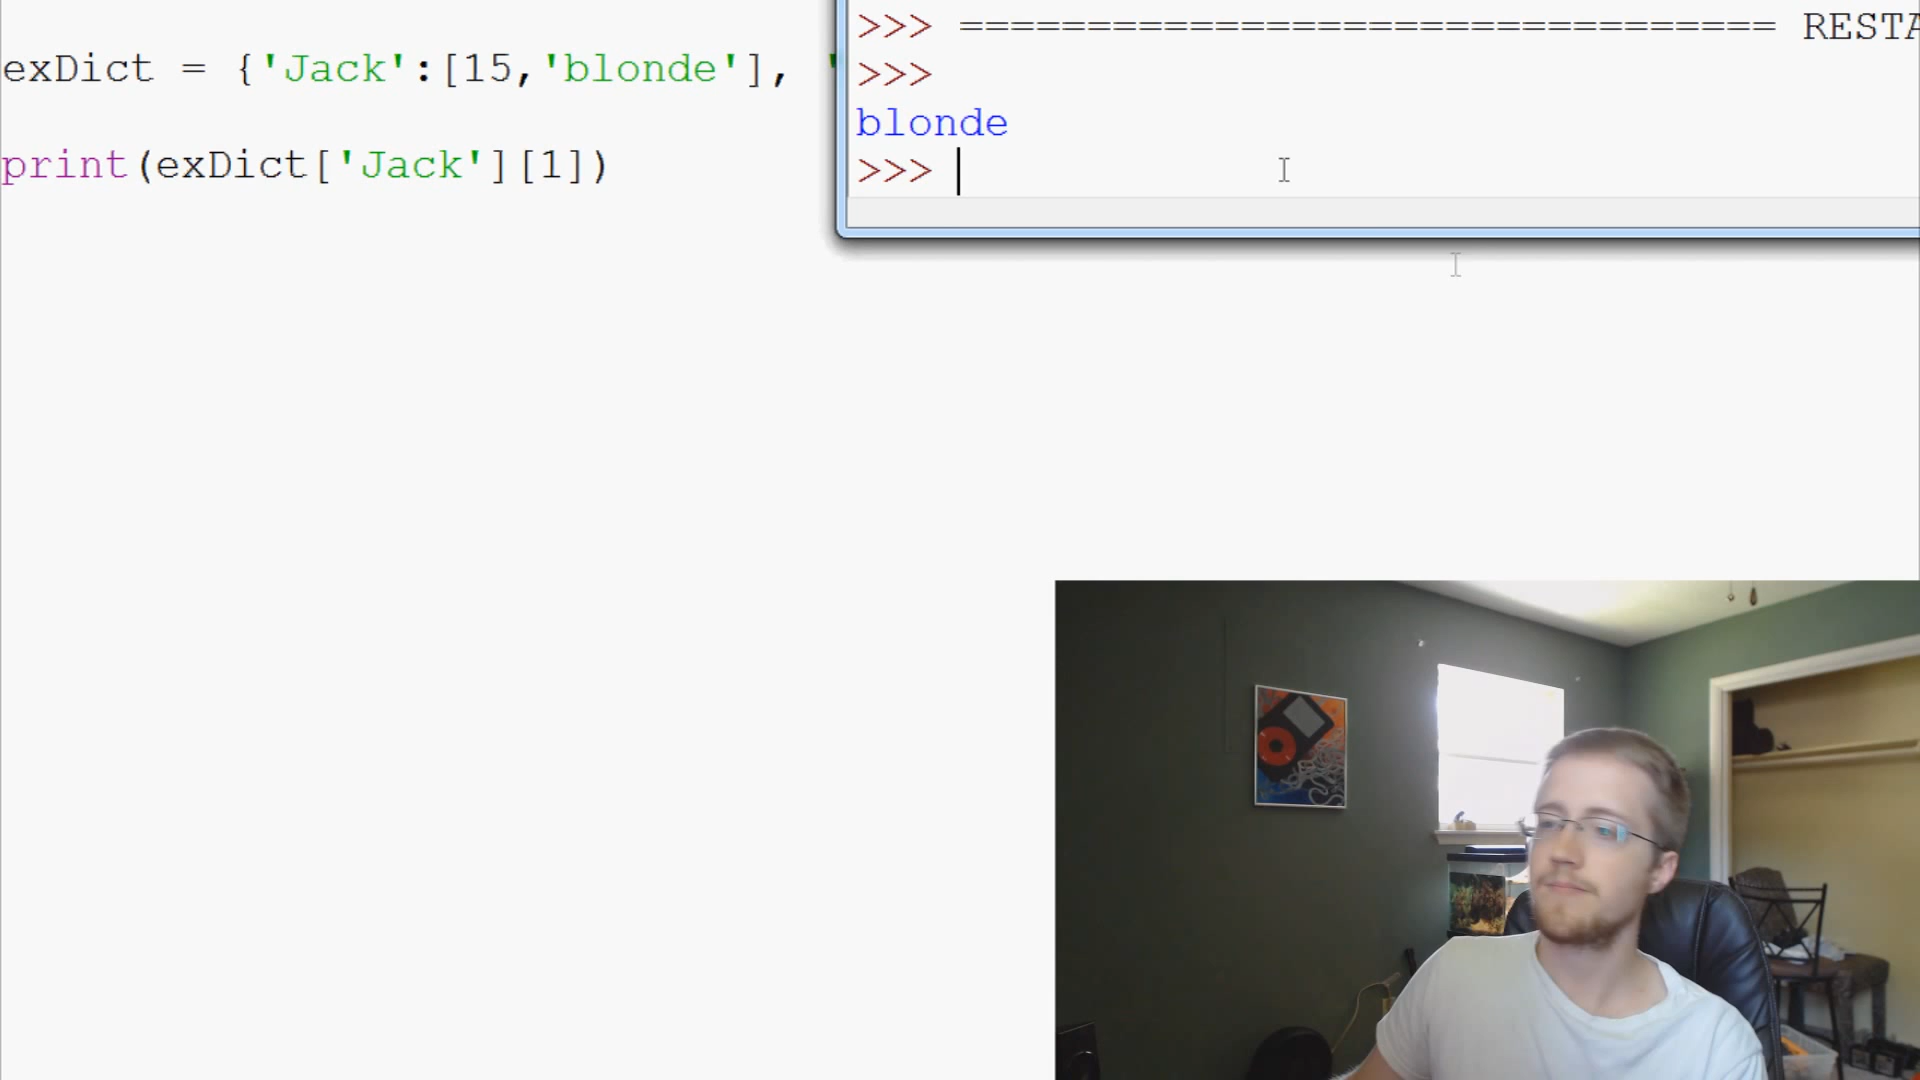 exDict = {'Jack':[15,'blonde'], '
print(exDict['Jack'][1])
>>> ================================ RESTA
>>>
blonde
>>>